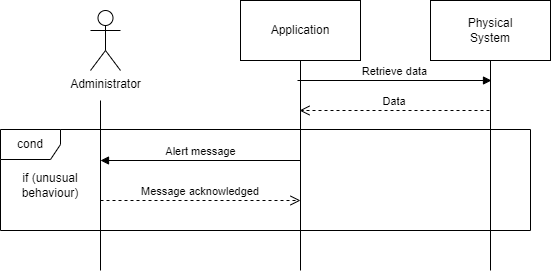 Physical
System
Application
Retrieve data
Administrator
Data
cond
Alert message
if (unusual
behaviour)
Message acknowledged